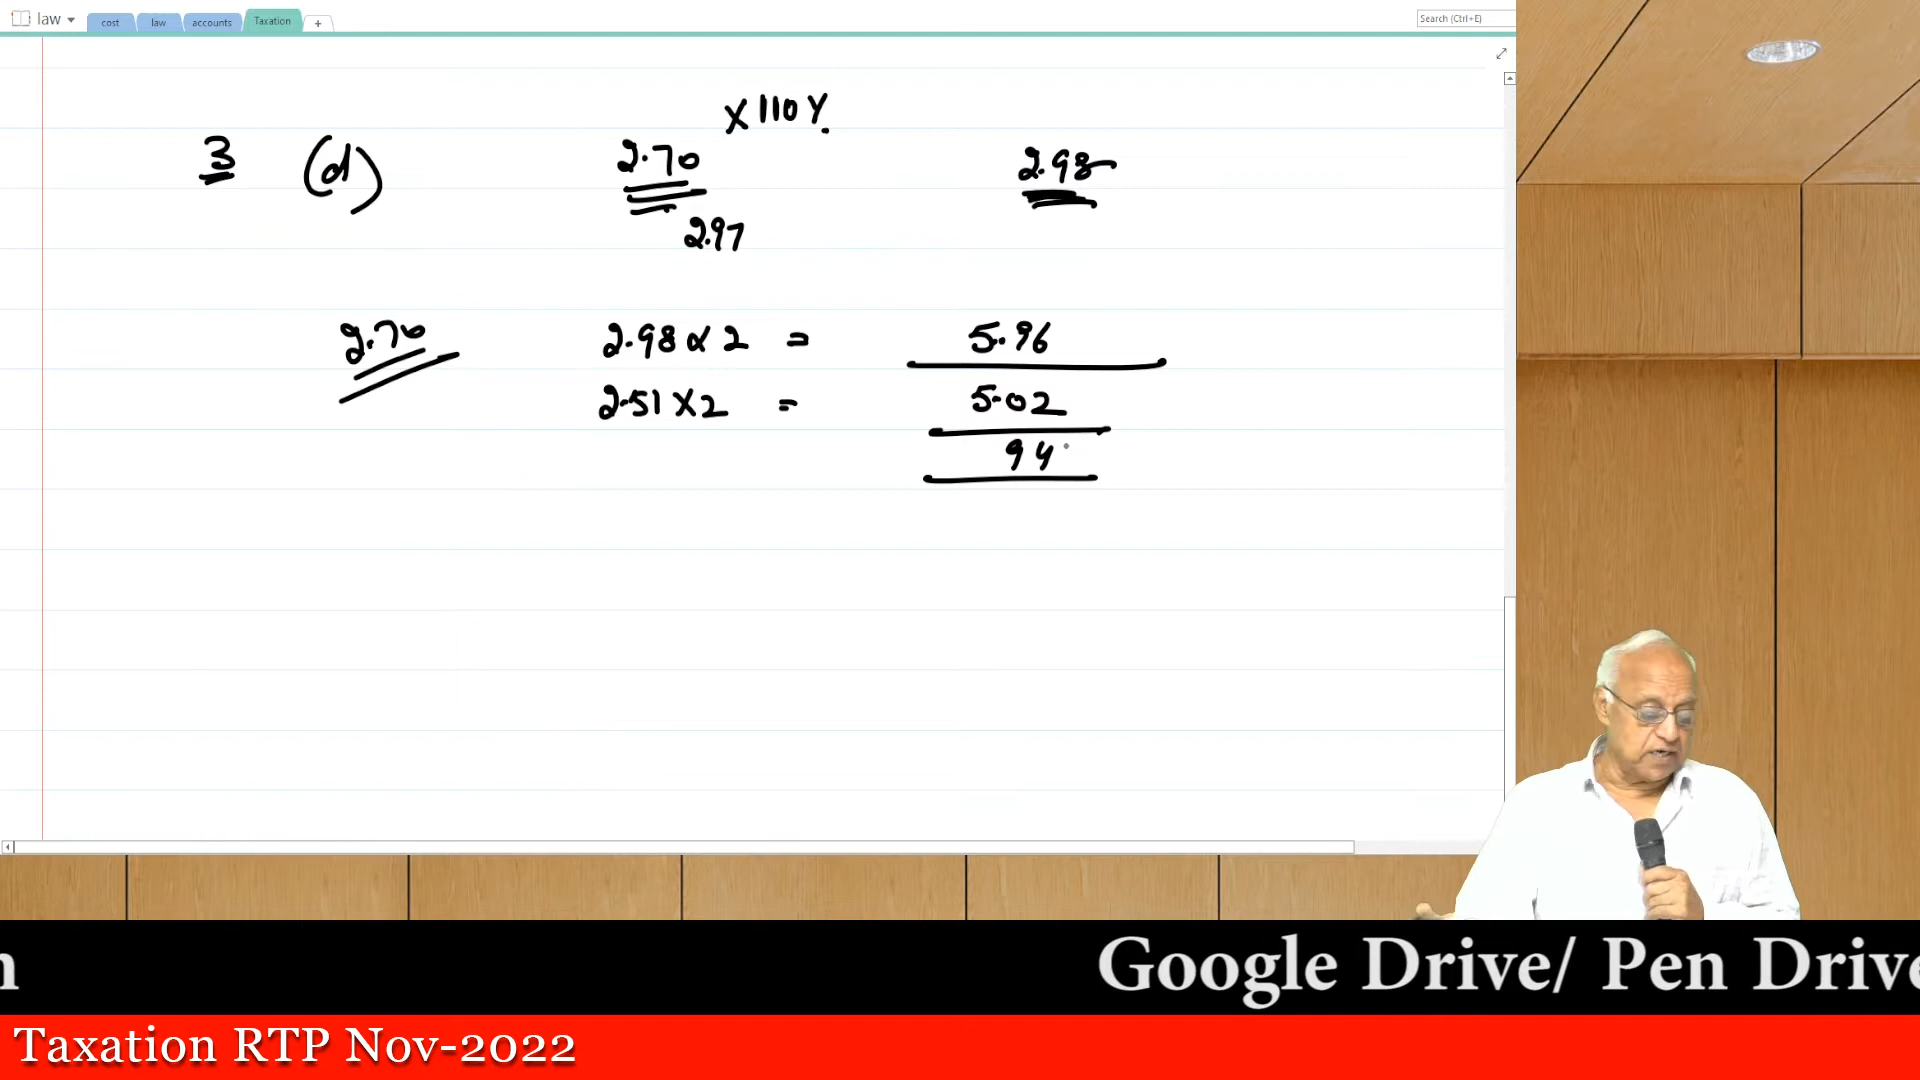 law
cost
law
accounts
Taxation
+
Search (Ctrl+E)
X 110%
3 (d) 2.70 2.98
2.97
2.70 2.98 x 2 = 5.96
2.51 X 2 = 5.02
94
n Google Drive/ Pen Drive
Taxation RTP Nov-2022